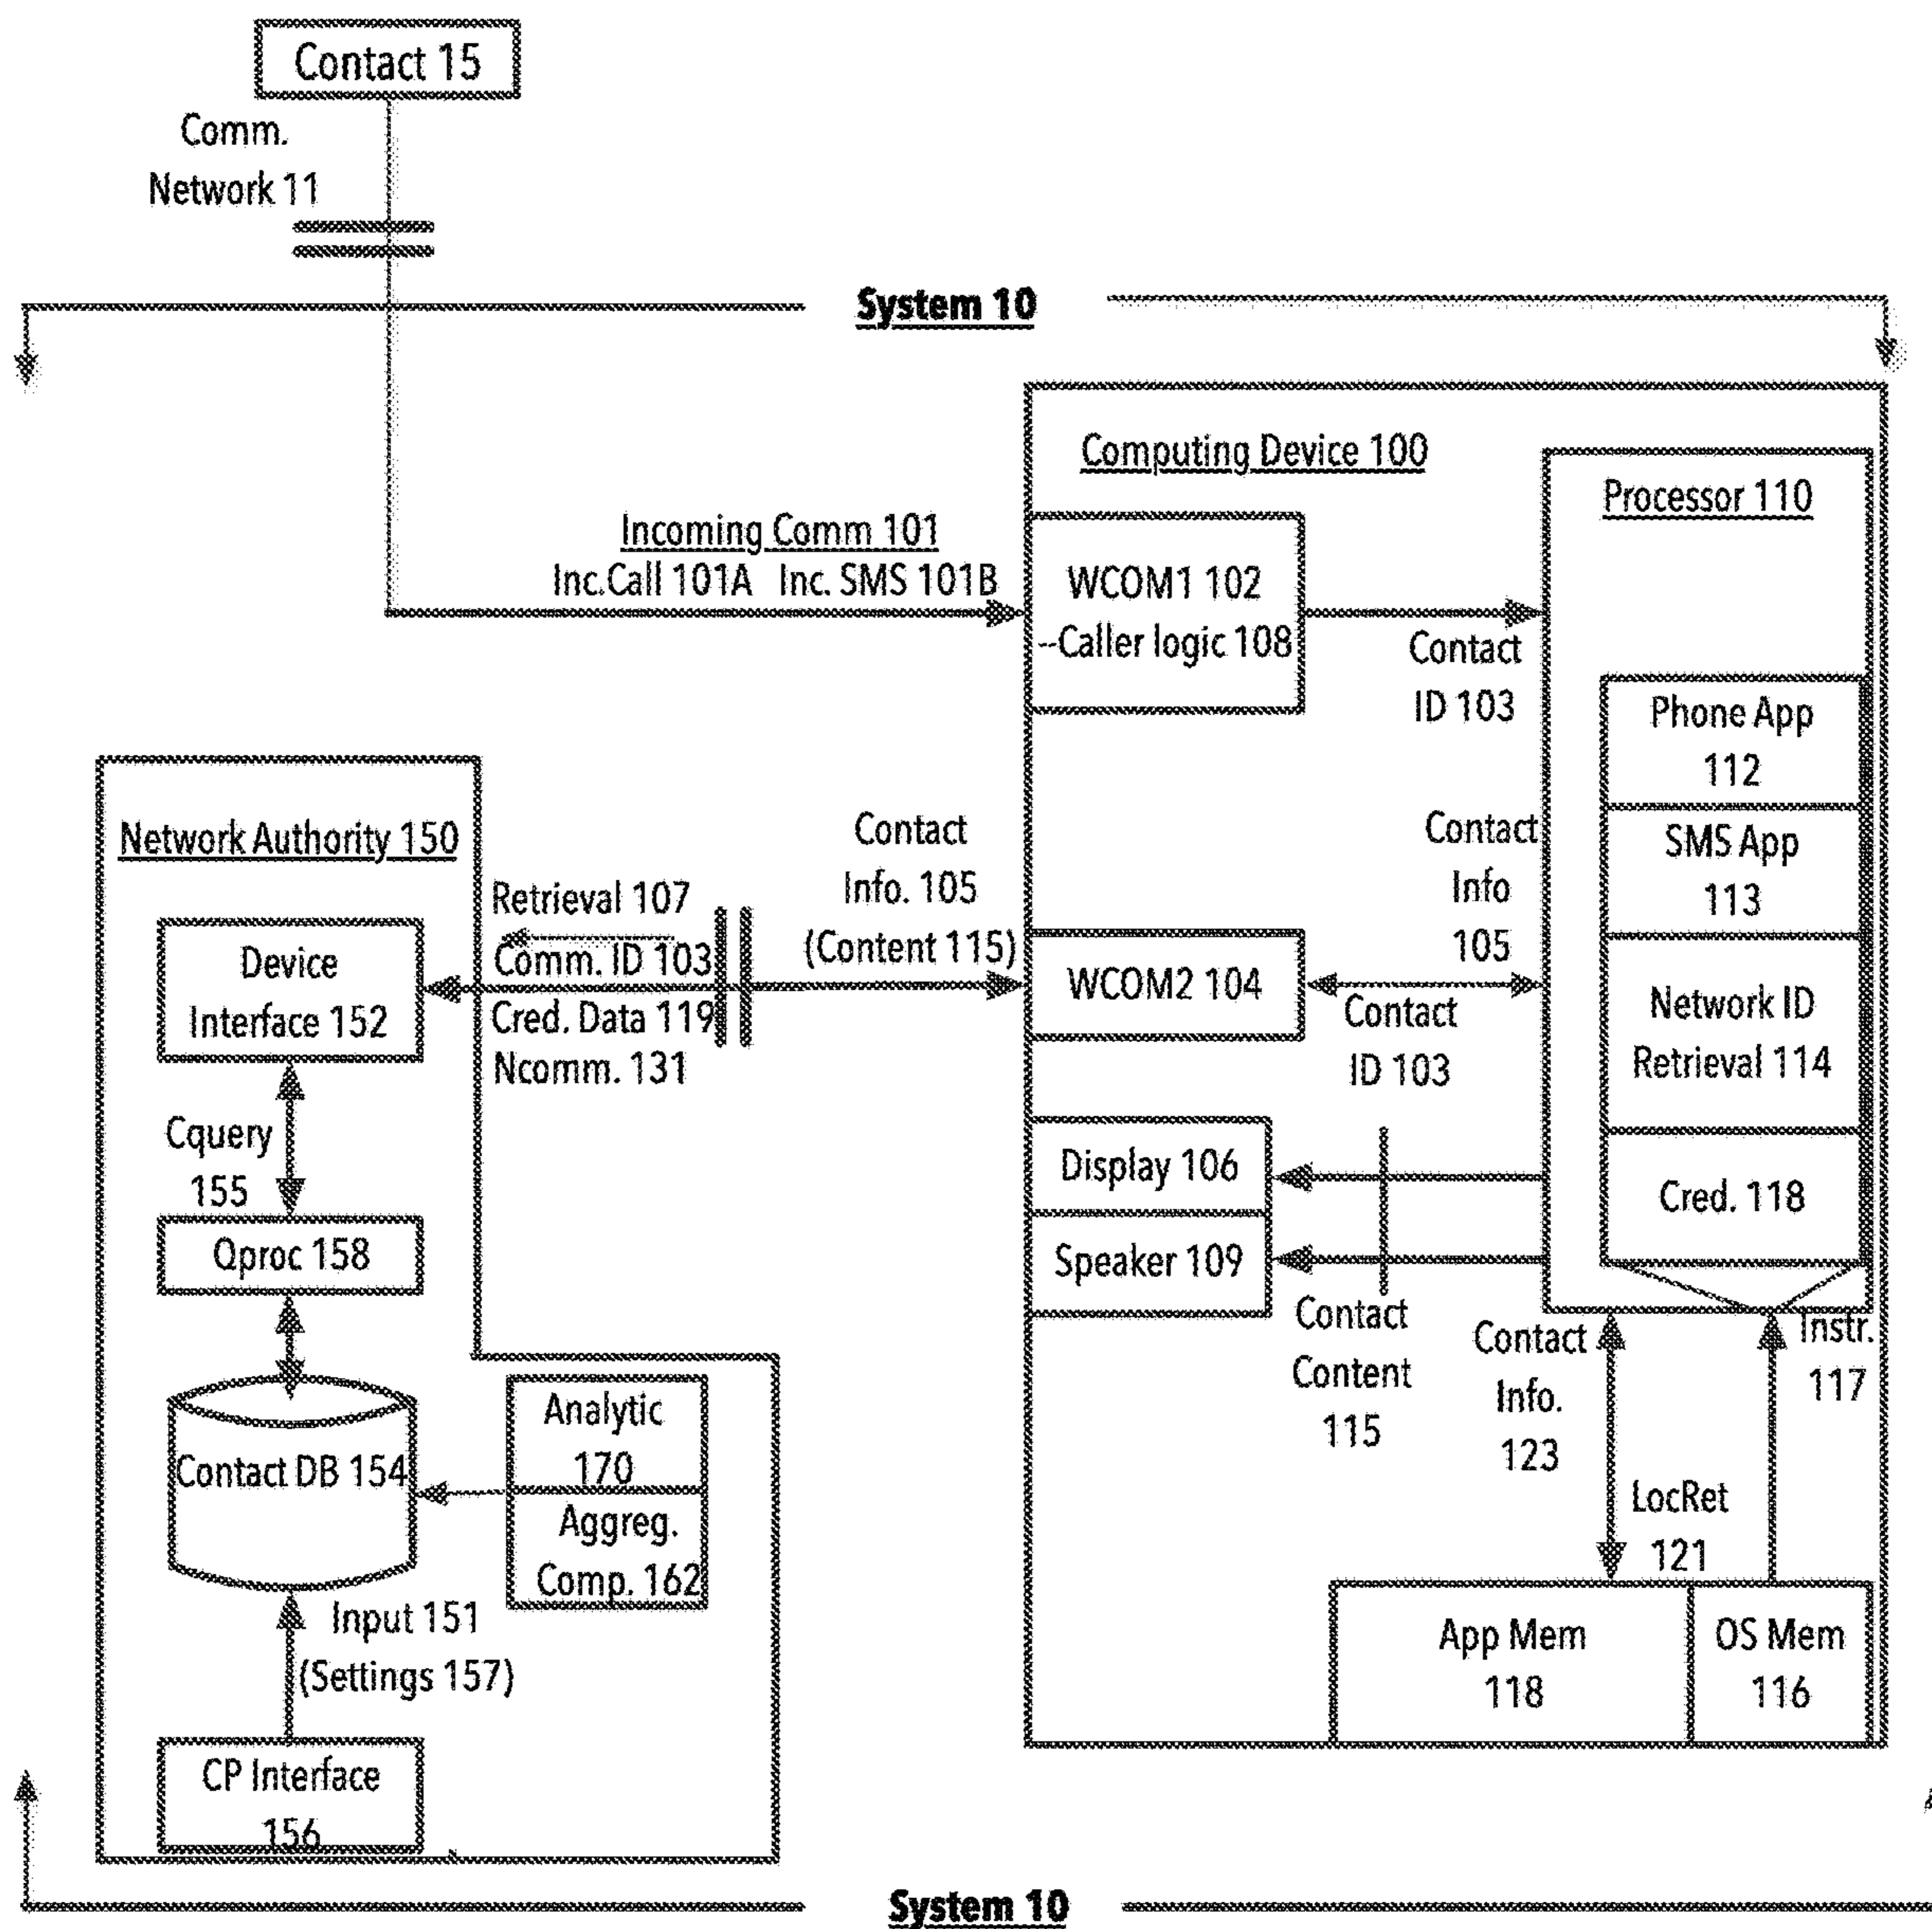 Contact 15
Comm.
Network 11
System 10
Computing Device 100
Processor 110
Incoming Comm 101
Inc.Call 101A Inc. SMS 101B
WCOM1 102
--Caller logic 108
Contact
ID 103
Phone App
112
SMS App
113
Network ID
Retrieval 114
Cred. 118
Network Authority 150
Retrieval 107
Comm. ID 103
Cred. Data 119
Ncomm. 131
Contact
Info. 105
(Content 115)
WCOM2 104
Contact
Info
105
Contact
ID 103
Device
Interface 152
Cquery
155
Qproc 158
Contact DB 154
Analytic
170
Aggreg.
Comp. 162
Input 151
(Settings 157)
CP Interface
156
Display 106
Speaker 109
Contact
Content
115
Contact
Info.
123
Instr.
117
LocRet
121
App Mem
118
OS Mem
116
System 10